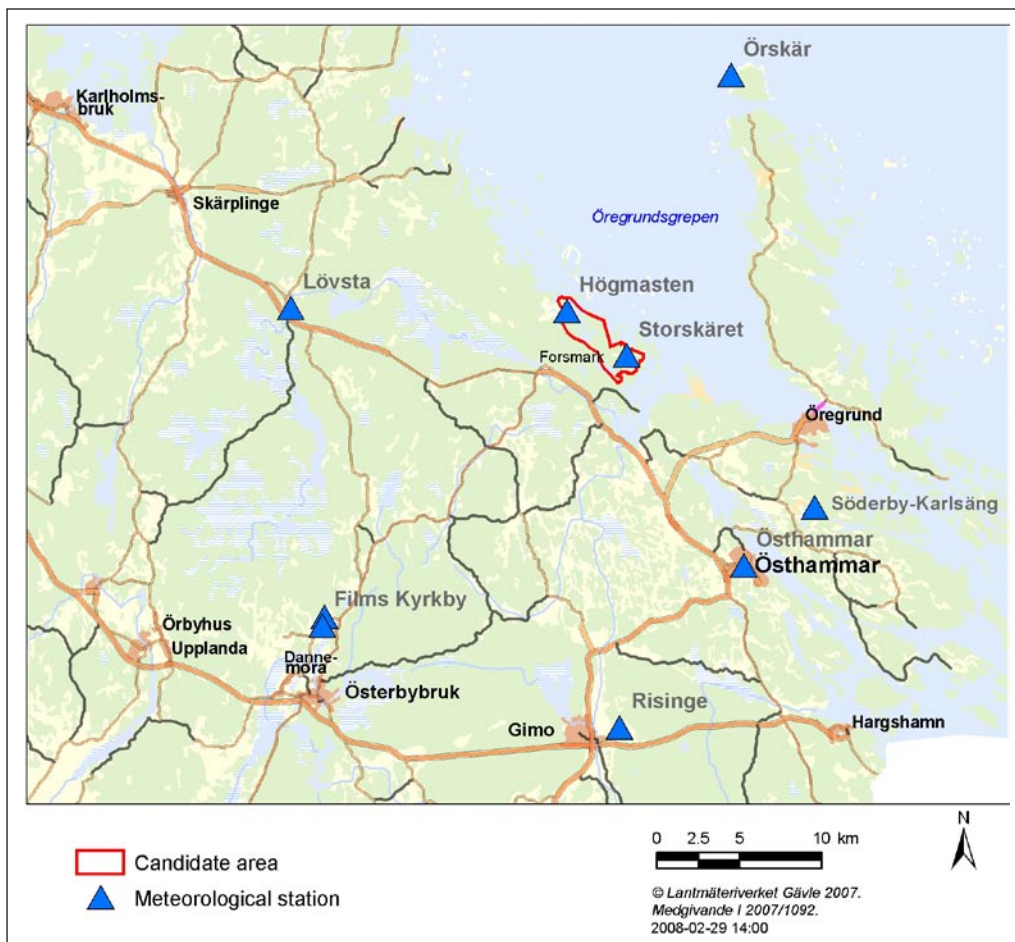 Örskär
Karlholms-
bruk
Skärplinge
Öregrundsgrepen
Lövsta
Högmasten
Storskäret
Forsmark
Öregrund
Söderby-Karlsäng
Östhammar
Östhammar
Films Kyrkby
Örbyhus
Upplanda
Danne-
mora
Österbybruk
Risinge
Gimo
Hargshamn
Candidate area
Meteorological station
0 2.5 5 10 km
N
© Lantmäteriverket Gävle 2007.
Medgivande I 2007/1092.
2008-02-29 14:00